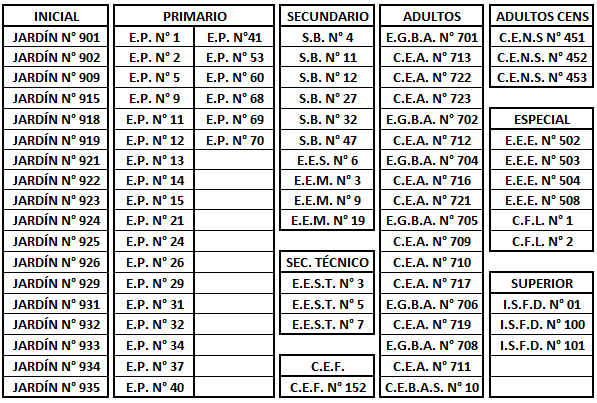 INICIAL PRIMARIO SECUNDARIO ADULTOS ADULTOS CENS
JARDÍN N° 901 E.P. N° 1 E.P. N°41 S.B. N° 4 E.G.B.A. N° 701 C.E.N.S N° 451
JARDÍN N° 902 E.P. N° 2 E.P. N° 53 S.B. N° 11 C.E.A. N° 713 C.E.N.S. N° 452
JARDÍN N° 909 E.P. N° 5 E.P. N° 60 S.B. N° 12 C.E.A. N° 722 C.E.N.S. N° 453
JARDÍN N° 915 E.P. N° 9 E.P. N° 68 S.B. N° 27 C.E.A. N° 723
JARDÍN N° 918 E.P. N° 11 E.P. N° 69 S.B. N° 32 E.G.B.A. N° 702 ESPECIAL
JARDÍN N° 919 E.P. N° 12 E.P. N° 70 S.B. N° 47 C.E.A. N° 712 E.E.E. N° 502
JARDÍN N° 921 E.P. N° 13 E.E.S. N° 6 E.G.B.A. N° 704 E.E.E. N° 503
JARDÍN N° 922 E.P. N° 14 E.E.M. N° 3 C.E.A. N° 716 E.E.E. N° 504
JARDÍN N° 923 E.P. N° 15 E.E.M. N° 9 C.E.A. N° 721 E.E.E. N° 508
JARDÍN N° 924 E.P. N° 21 E.E.M. N° 19 E.G.B.A. N° 705 C.F.L. N° 1
JARDÍN N° 925 E.P. N° 24 C.E.A. N° 709 C.F.L. N° 2
JARDÍN N° 926 E.P. N° 26 SEC. TÉCNICO C.E.A. N° 710
JARDÍN N° 929 E.P. N° 29 E.E.S.T. N° 3 C.E.A. N° 717 SUPERIOR
JARDÍN N° 931 E.P. N° 31 E.E.S.T. N° 5 E.G.B.A. N° 706 I.S.F.D. N° 01
JARDÍN N° 932 E.P. N° 32 E.E.S.T. N° 7 C.E.A. N° 719 I.S.F.D. N° 100
JARDÍN N° 933 E.P. N° 34 E.G.B.A. N° 708 I.S.F.D. N° 101
JARDÍN N° 934 E.P. N° 37 C.E.F. C.E.A. N° 711
JARDÍN N° 935 E.P. N° 40 C.E.F. N° 152 C.E.B.A.S. N° 10